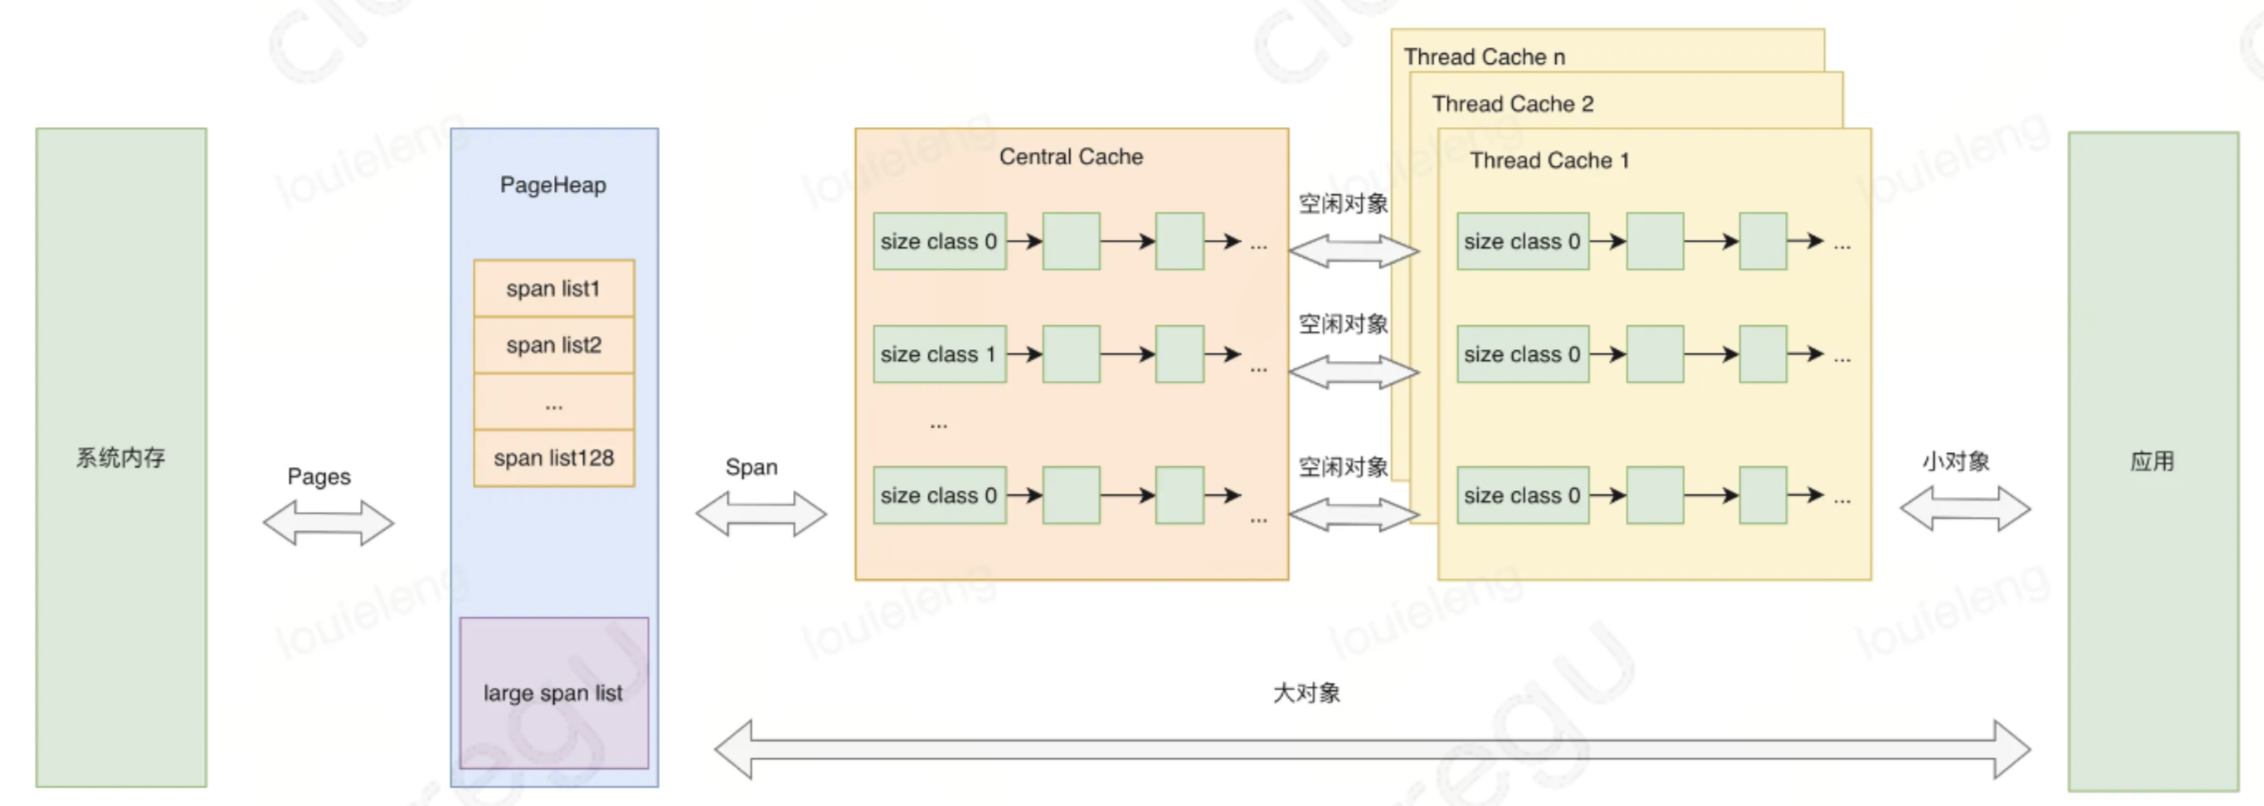 系统内存
Pages
PageHeap
span list1
span list2
...
span list128
large span list
Span
Central Cache
size class 0
...
size class 1
...
...
size class 0
...
空闲对象
空闲对象
空闲对象
Thread Cache n
Thread Cache 2
Thread Cache 1
size class 0
...
size class 0
...
size class 0
...
小对象
大对象
应用
louieleng
louieleng
louieleng
louieleng
louieleng
louieleng
louieleng
louieleng